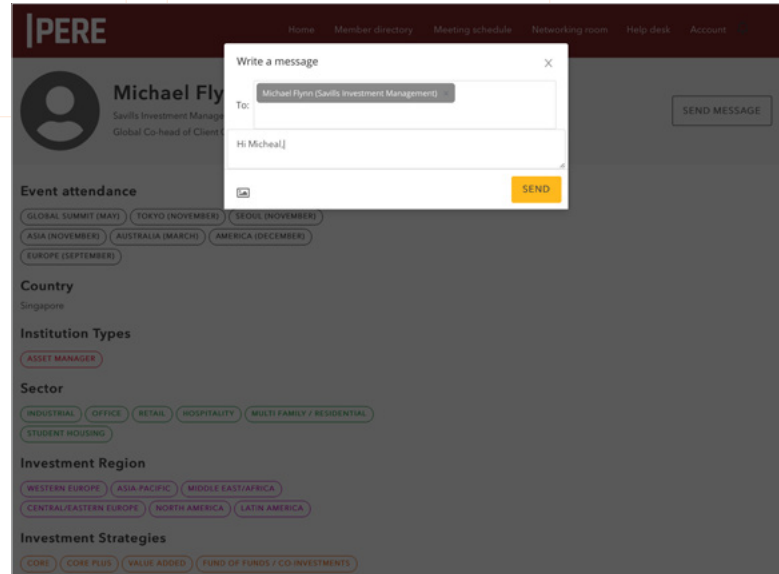 PERE
Home Member directory Meeting schedule Networking room Help desk Account
Write a message
Michael Fly
To: Michael Flynn (Savills Investment Management)
Savills Investment Manage
Global Co-head of Client
SEND MESSAGE
Hi Micheal,
SEND
Event attendance
GLOBAL SUMMIT (MAY) TOKYO (NOVEMBER) SEOUL (NOVEMBER)
ASIA (NOVEMBER) AUSTRALIA (MARCH) AMERICA (DECEMBER)
EUROPE (SEPTEMBER)
Country
Singapore
Institution Types
ASSET MANAGER
Sector
INDUSTRIAL OFFICE RETAIL HOSPITALITY MULTI FAMILY / RESIDENTIAL
STUDENT HOUSING
Investment Region
WESTERN EUROPE ASIA-PACIFIC MIDDLE EAST/AFRICA
CENTRAL/EASTERN EUROPE NORTH AMERICA LATIN AMERICA
Investment Strategies
CORE CORE PLUS VALUE ADDED FUND OF FUNDS / CO-INVESTMENTS